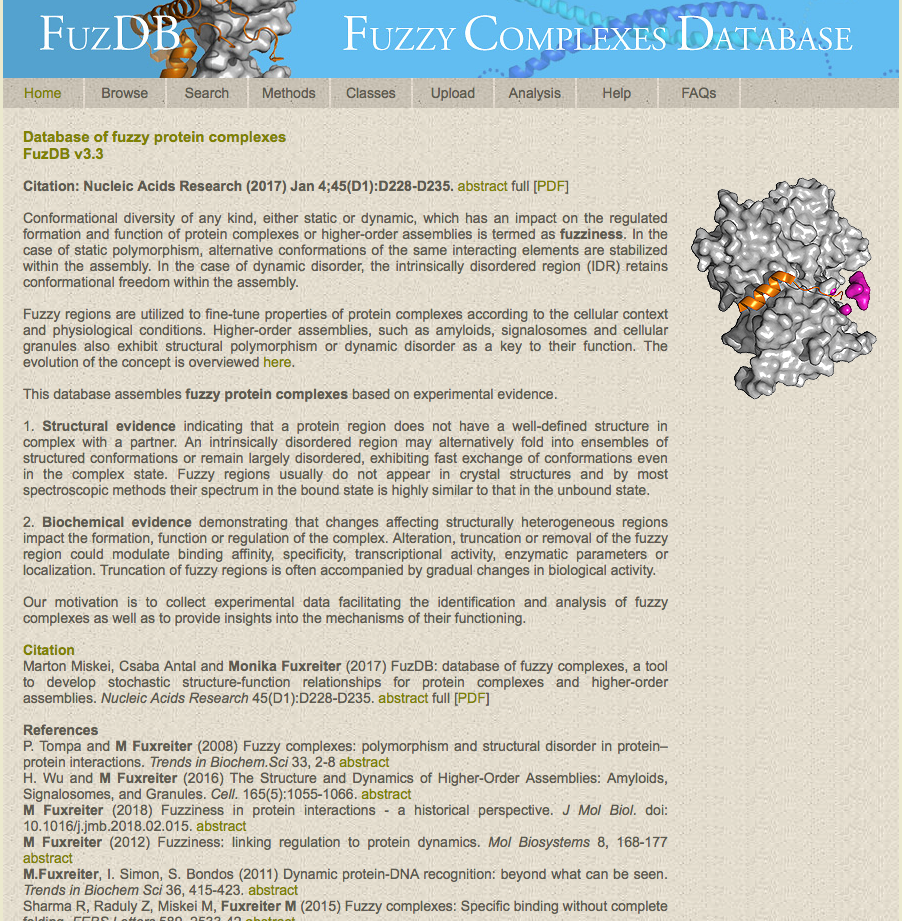 FUZDB FUZZY COMPLEXES DATABASE
Home Browse Search Methods Classes Upload Analysis Help FAQs
Database of fuzzy protein complexes
FuzDB v3.3
Citation: Nucleic Acids Research (2017) Jan 4;45(D1):D228-D235. abstract full [PDF]
Conformational diversity of any kind, either static or dynamic, which has an impact on the regulated
formation and function of protein complexes or higher-order assemblies is termed as fuzziness. In the
case of static polymorphism, alternative conformations of the same interacting elements are stabilized
within the assembly. In the case of dynamic disorder, the intrinsically disordered region (IDR) retains
conformational freedom within the assembly.
Fuzzy regions are utilized to fine-tune properties of protein complexes according to the cellular context
and physiological conditions. Higher-order assemblies, such as amyloids, signalosomes and cellular
granules also exhibit structural polymorphism or dynamic disorder as a key to their function. The
evolution of the concept is overviewed here.
This database assembles fuzzy protein complexes based on experimental evidence.
1. Structural evidence indicating that a protein region does not have a well-defined structure in
complex with a partner. An intrinsically disordered region may alternatively fold into ensembles of
structured conformations or remain largely disordered, exhibiting fast exchange of conformations even
in the complex state. Fuzzy regions usually do not appear in crystal structures and by most
spectroscopic methods their spectrum in the bound state is highly similar to that in the unbound state.
2. Biochemical evidence demonstrating that changes affecting structurally heterogeneous regions
impact the formation, function or regulation of the complex. Alteration, truncation or removal of the fuzzy
region could modulate binding affinity, specificity, transcriptional activity, enzymatic parameters or
localization. Truncation of fuzzy regions is often accompanied by gradual changes in biological activity.
Our motivation is to collect experimental data facilitating the identification and analysis of fuzzy
complexes as well as to provide insights into the mechanisms of their functioning.
Citation
Marton Miskei, Csaba Antal and Monika Fuxreiter (2017) FuzDB: database of fuzzy complexes, a tool
to develop stochastic structure-function relationships for protein complexes and higher-order
assemblies. Nucleic Acids Research 45(D1):D228-D235. abstract full [PDF]
References
P. Tompa and M Fuxreiter (2008) Fuzzy complexes: polymorphism and structural disorder in protein–
protein interactions. Trends in Biochem.Sci 33, 2-8 abstract
H. Wu and M Fuxreiter (2016) The Structure and Dynamics of Higher-Order Assemblies: Amyloids,
Signalosomes, and Granules. Cell. 165(5):1055-1066. abstract
M Fuxreiter (2018) Fuzziness in protein interactions - a historical perspective. J Mol Biol. doi:
10.1016/j.jmb.2018.02.015. abstract
M Fuxreiter (2012) Fuzziness: linking regulation to protein dynamics. Mol Biosystems 8, 168-177
abstract
M.Fuxreiter, I. Simon, S. Bondos (2011) Dynamic protein-DNA recognition: beyond what can be seen.
Trends in Biochem Sci 36, 415-423. abstract
Sharma R, Raduly Z, Miskei M, Fuxreiter M (2015) Fuzzy complexes: Specific binding without complete
folding. FEBS Letters 589, 2533-42 abstract